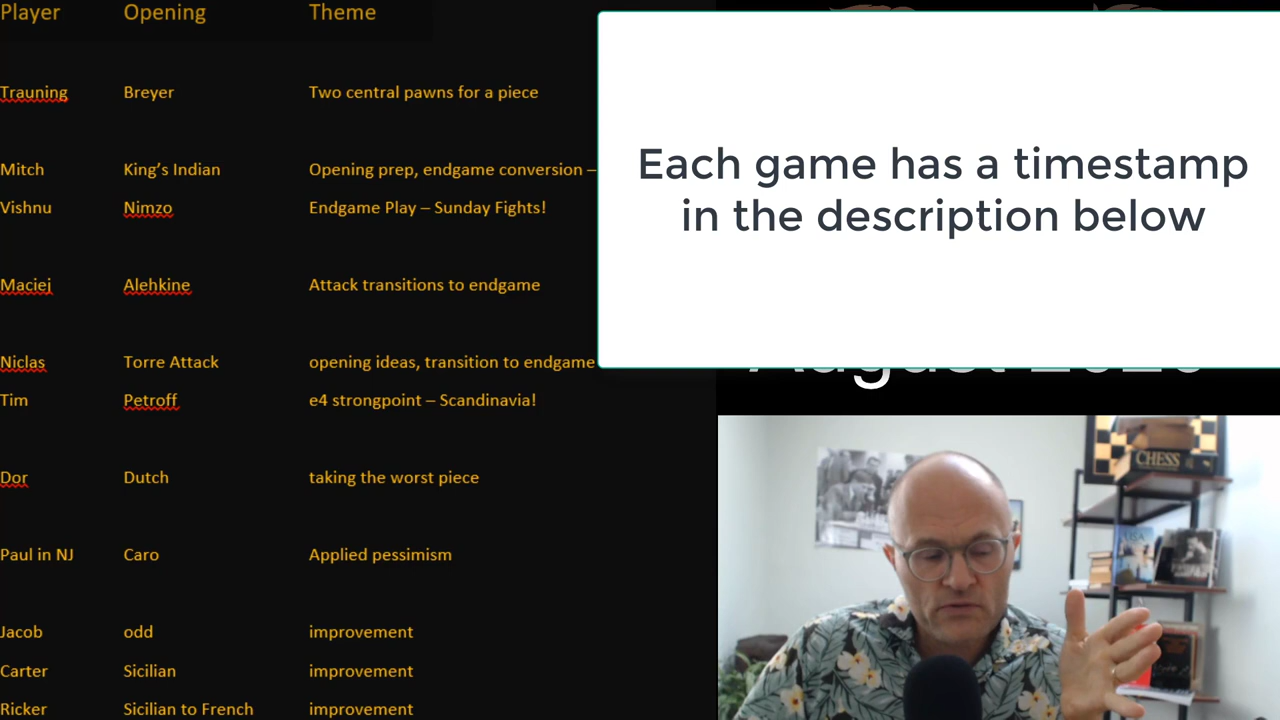 Player Opening Theme
Trauning Breyer Two central pawns for a piece
Mitch King's Indian Opening prep, endgame conversion –
Vishnu Nimzo Endgame Play – Sunday Fights!
Maciej Alehkine Attack transitions to endgame
Niclas Torre Attack opening ideas, transition to endgame
Tim Petroff e4 strongpoint – Scandinavia!
Dor Dutch taking the worst piece
Paul in NJ Caro Applied pessimism
Jacob odd improvement
Carter Sicilian improvement
Ricker Sicilian to French improvement
Each game has a timestamp
in the description below
CHESS
USA